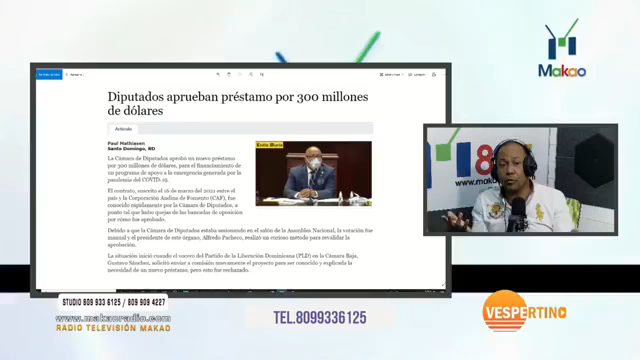 Makao
Diputados aprueban préstamo por 300 millones
de dólares
Artículo
Paul Mathiasen
Santo Domingo, RD
La Cámara de Diputados aprobó un nuevo préstamo
por 300 millones de dólares, para el financiamiento de
un programa de apoyo a la emergencia generada por la
pandemia del COVID-19.
El contrato, suscrito el 16 de marzo del 2021 entre el
país y la Corporación Andina de Fomento (CAF), fue
conocido rápidamente por la Cámara de Diputados, a
punto tal que hubo quejas de las bancadas de oposición
por cómo fue aprobado.
Debido a que la Cámara Diputados estaba sesionando en el salón de la Asamblea Nacional, la votación fue
manual y el presidente de este órgano, Alfredo Pacheco, realizó un curioso método para revalidar la
aprobación.
La situación inició cuando el vocero del Partido de la Liberación Dominicana (PLD) en la Cámara Baja,
Gustavo Sánchez, solicitó enviar a comisión nuevamente el proyecto para ser conocido y explicada la
necesidad de un nuevo préstamo, pero esto fue rechazado.
STUDIO 809 933 6125 / 809 909 4227
www.makaoradio.com
RADIO TELEVISIÓN MAKAO
TEL.8099336125
VESPERTINO